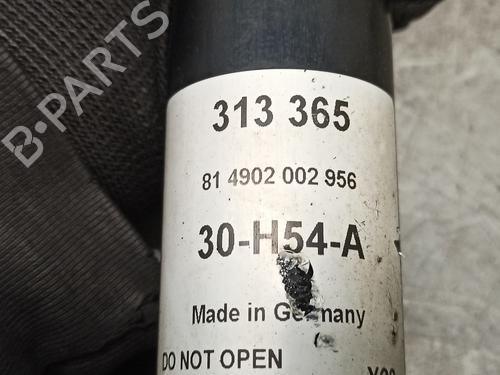 B-PARTS
313 365
81 4902 002 956
30-H54-A
Made in Germany
DO NOT OPEN